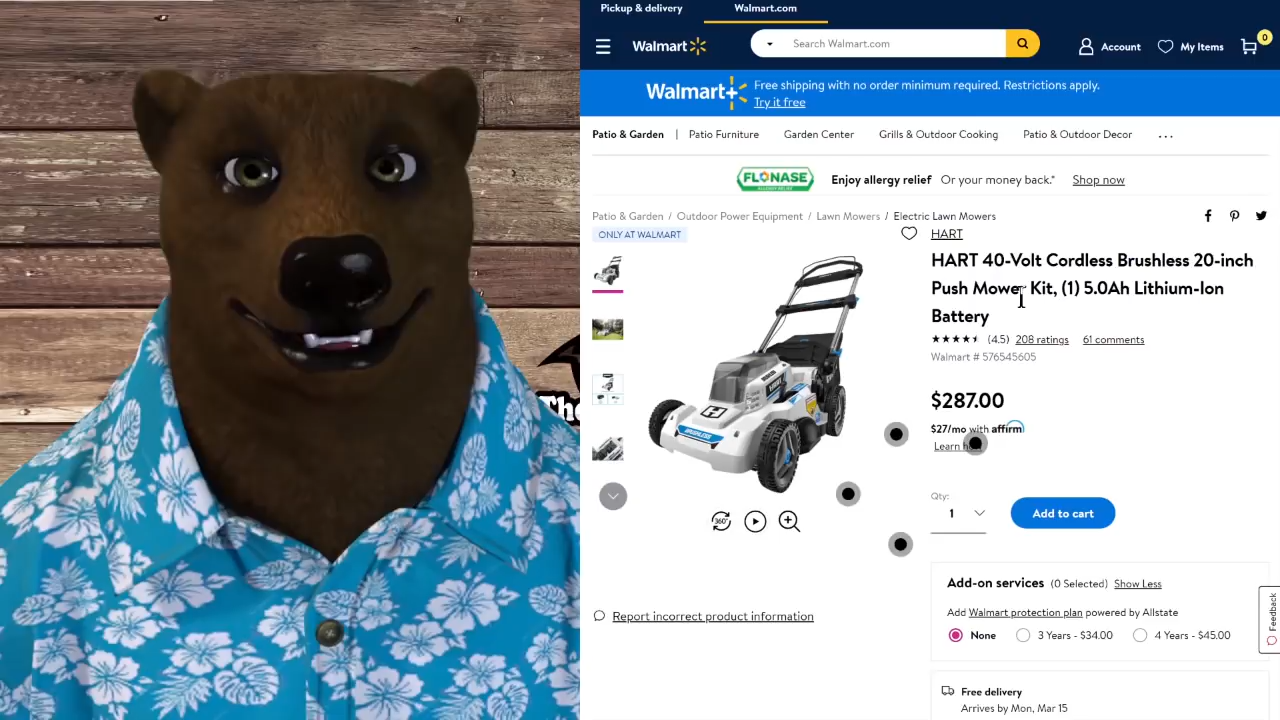 Pickup & delivery
Walmart.com
Walmart
Search Walmart.com
Account
My Items
0
Walmart+
Free shipping with no order minimum required. Restrictions apply.
Try it free
Patio & Garden | Patio Furniture Garden Center Grills & Outdoor Cooking Patio & Outdoor Decor ...
FLONASE
ALLERGY RELIEF
Enjoy allergy relief Or your money back.* Shop now
Patio & Garden / Outdoor Power Equipment / Lawn Mowers / Electric Lawn Mowers
ONLY AT WALMART
HART
HART 40-Volt Cordless Brushless 20-inch
Push Mower Kit, (1) 5.0Ah Lithium-Ion
Battery
(4.5) 208 ratings 61 comments
Walmart # 576545605
$287.00
$27/mo with affirm
Learn
Qty:
1
Add to cart
BRUSHLESS
H
360°
Report incorrect product information
Add-on services (0 Selected) Show Less
Add Walmart protection plan powered by Allstate
None 3 Years - $34.00 4 Years - $45.00
Feedback
Free delivery
Arrives by Mon, Mar 15
The